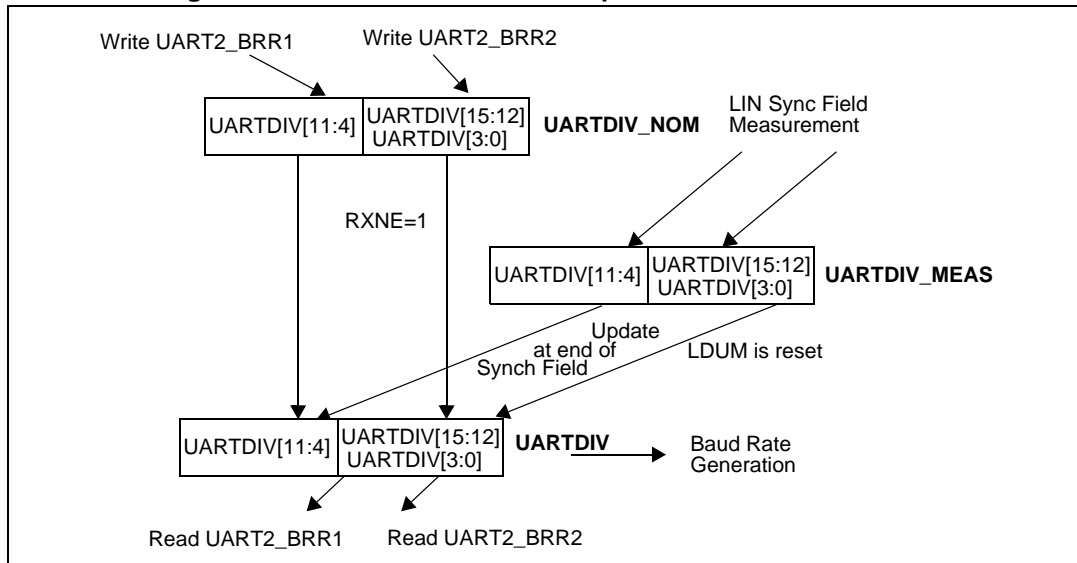 Write UART2_BRR1
Write UART2_BRR2
UARTDIV[11:4]
UARTDIV[15:12]
UARTDIV[3:0]
UARTDIV_NOM
LIN Sync Field
Measurement
RXNE=1
UARTDIV[11:4]
UARTDIV[15:12]
UARTDIV[3:0]
UARTDIV_MEAS
Update
at end of
Synch Field
LDUM is reset
UARTDIV[11:4]
UARTDIV[15:12]
UARTDIV[3:0]
UARTDIV
Baud Rate
Generation
Read UART2_BRR1
Read UART2_BRR2